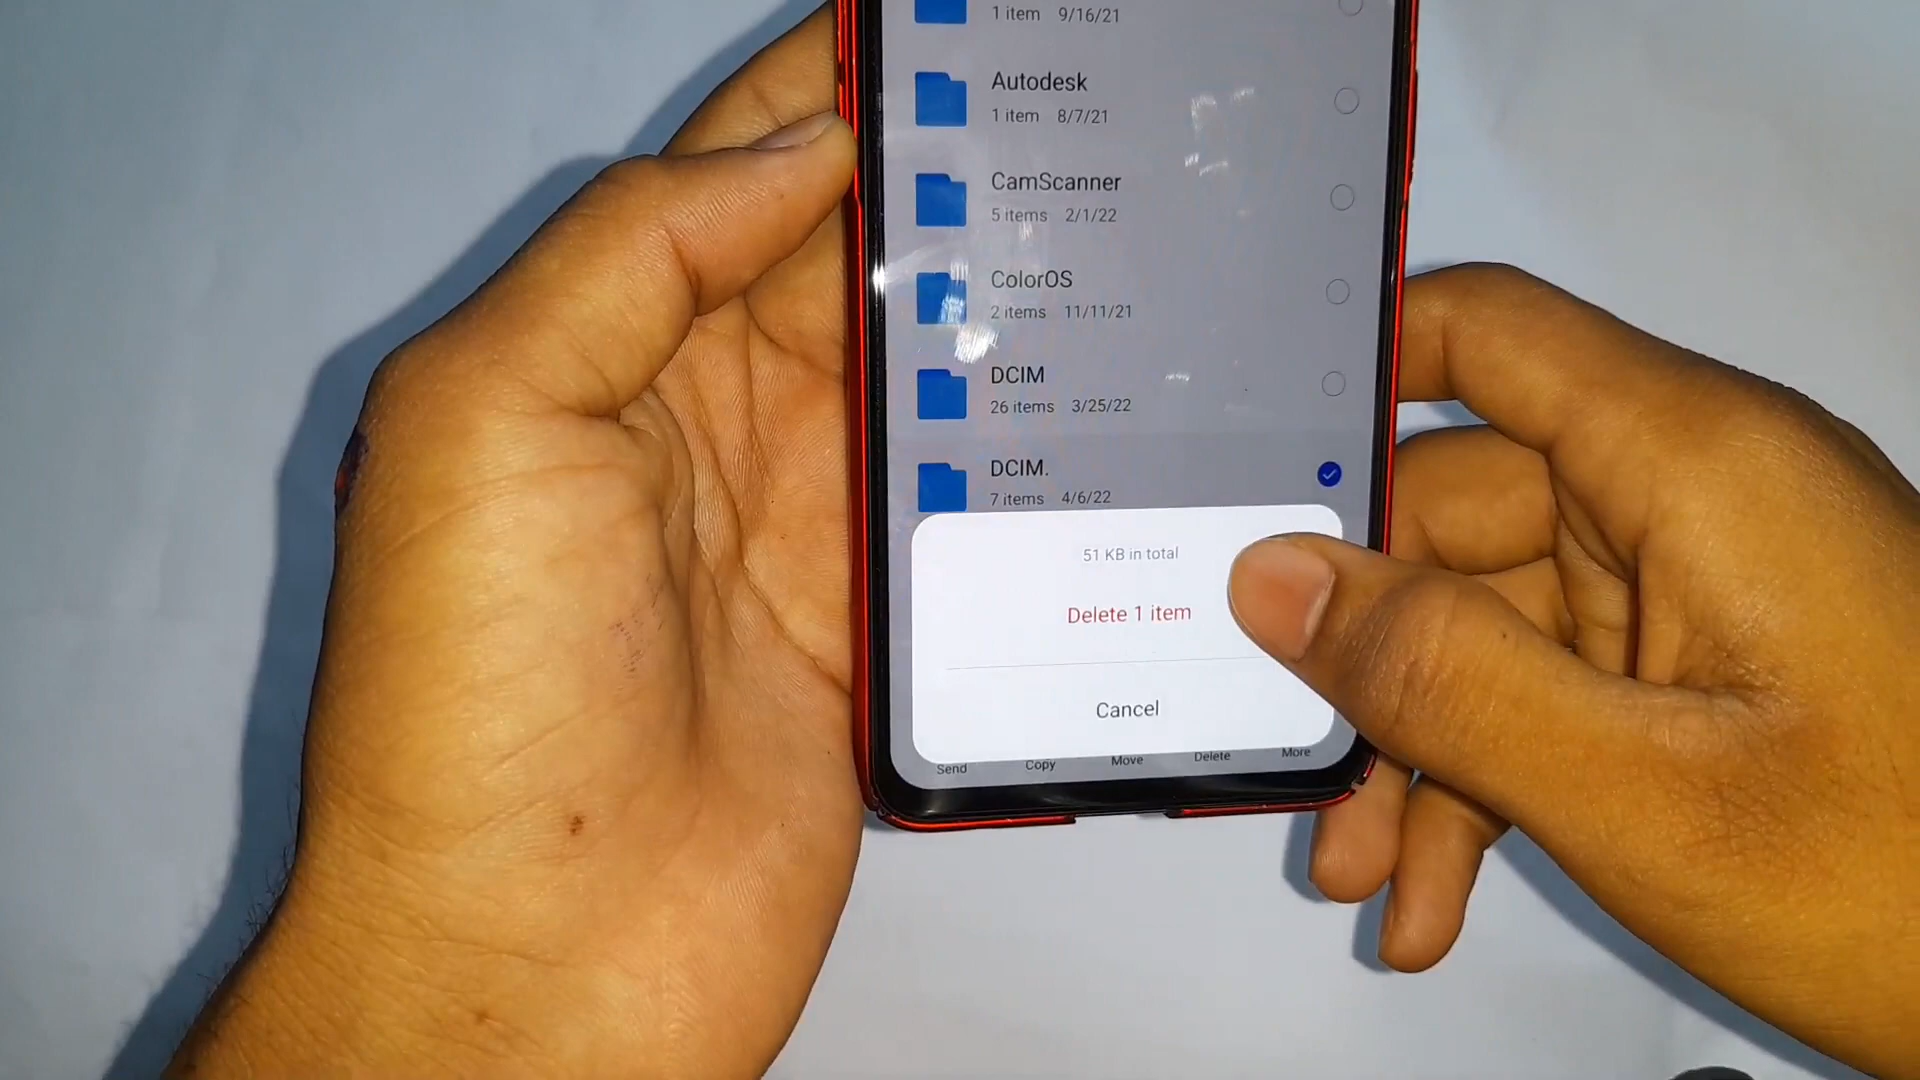 1 item 9/16/21
Autodesk
1 item 8/7/21
CamScanner
5 items 2/1/22
ColorOS
2 items 11/11/21
DCIM
26 items 3/25/22
DCIM.
7 items 4/6/22
51 KB in total
Delete 1 item
Cancel
Send Copy Move Delete More